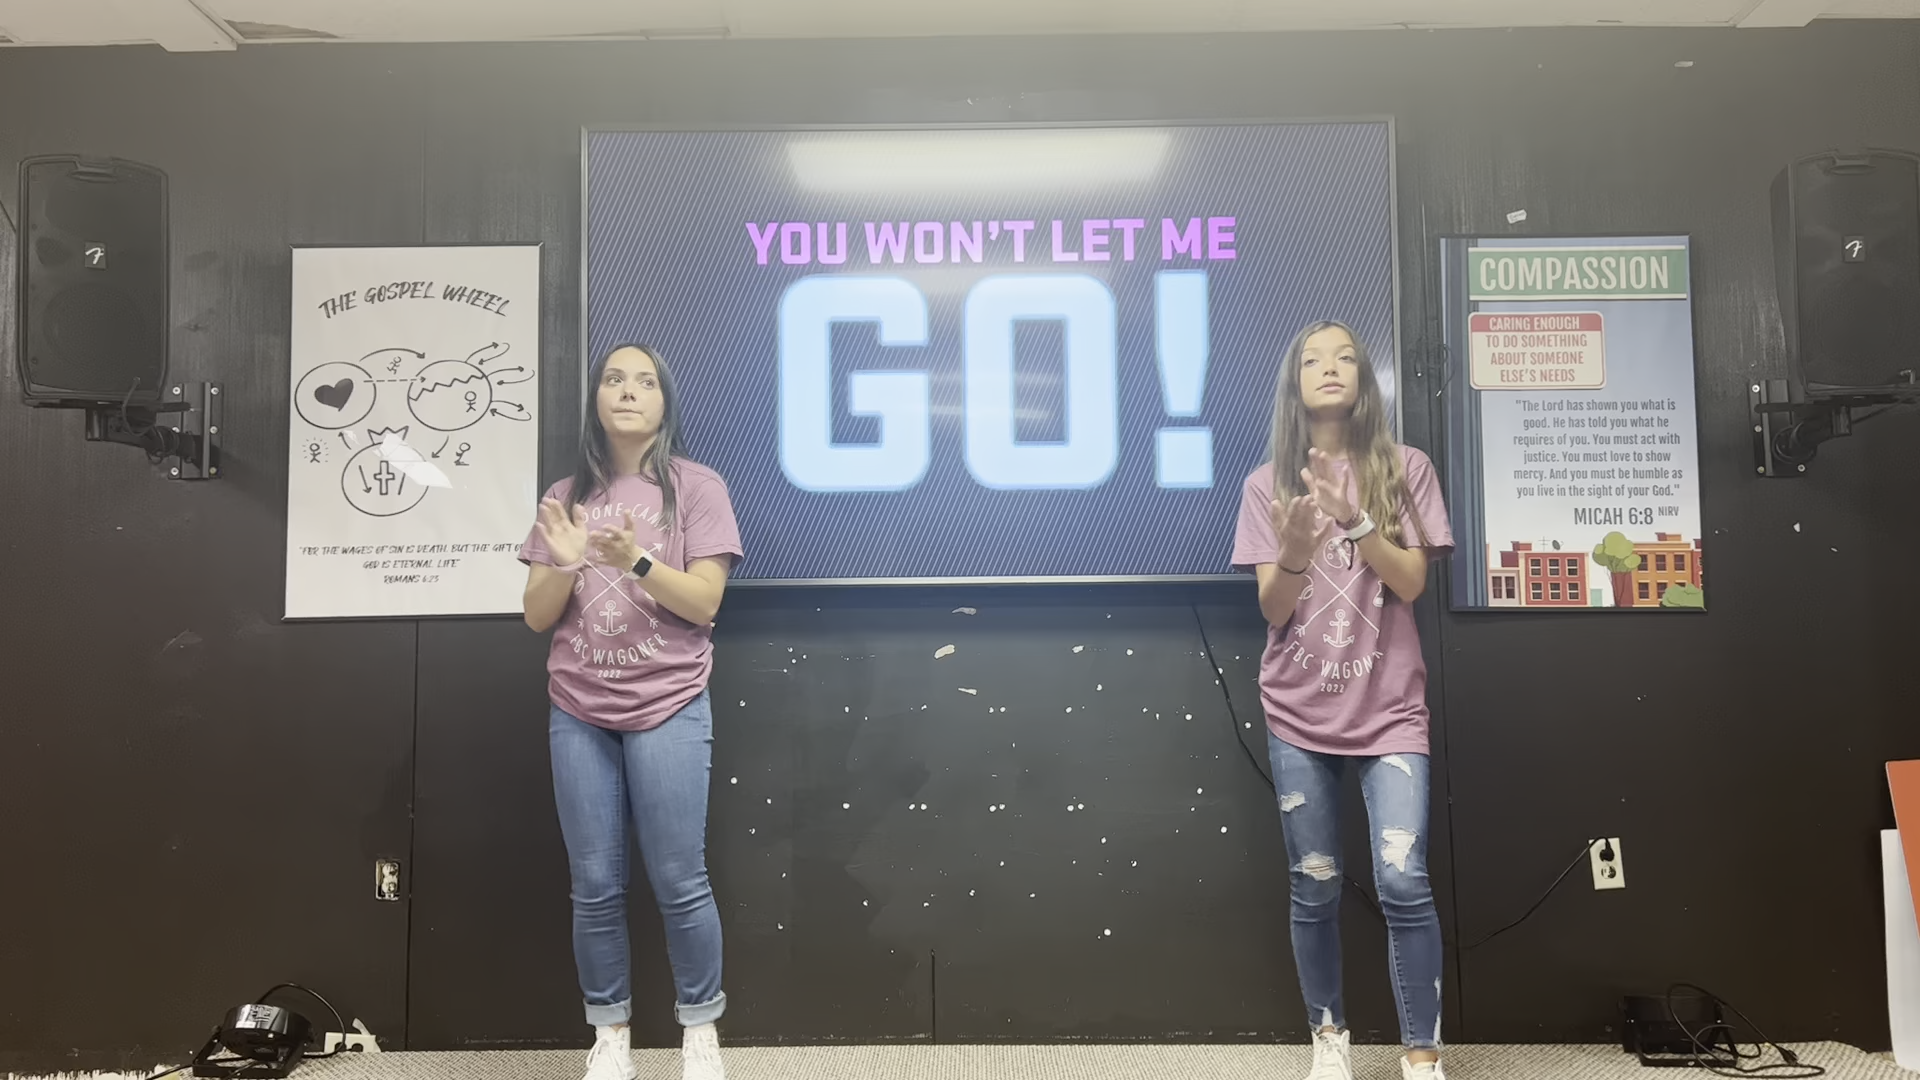 YOU WON'T LET ME
GO!
THE GOSPEL WHEEL
"FOR THE WAGES OF SIN IS DEATH, BUT THE GIFT OF
GOD IS ETERNAL LIFE"
ROMANS 6:23
COMPASSION
CARING ENOUGH
TO DO SOMETHING
ABOUT SOMEONE
ELSE'S NEEDS
"The Lord has shown you what is
good. He has told you what he
requires of you. You must act with
justice. You must love to show
mercy. And you must be humble as
you live in the sight of your God."
MICAH 6:8 NIRV
FBC WAGONER
2022
FBC WAGON
2022